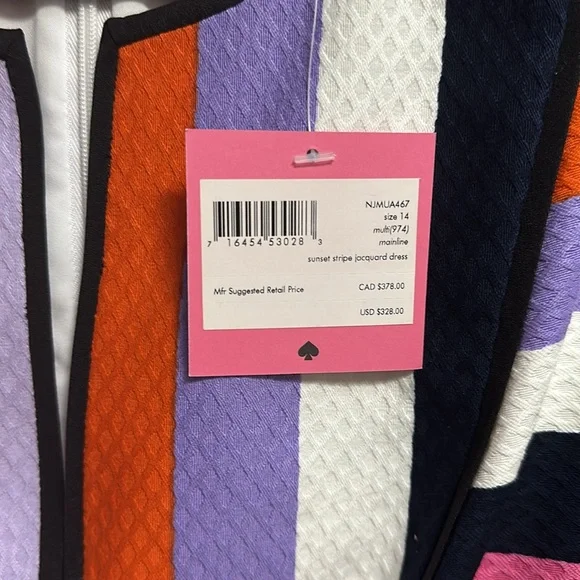 NJMUA467
size 14
multi(974)
mainline
7 16454 53028 3
sunset stripe jacquard dress
Mfr Suggested Retail Price CAD $378.00
USD $328.00